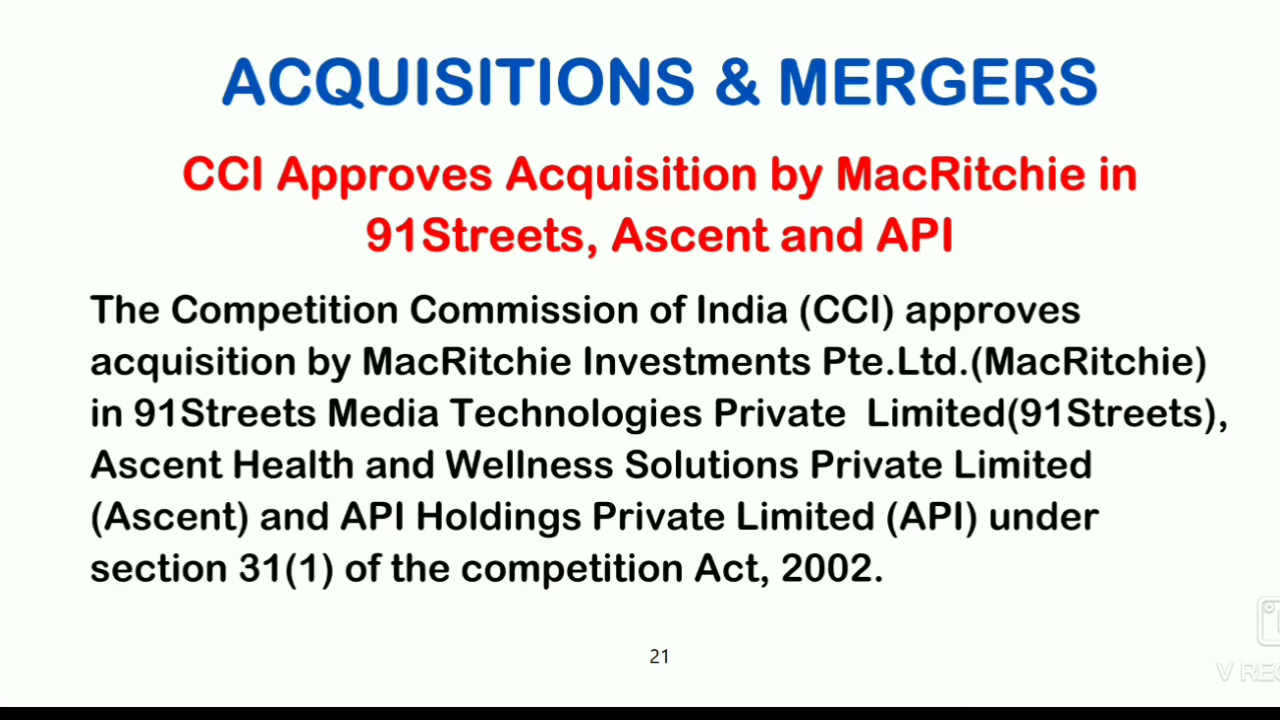 ACQUISITIONS & MERGERS
CCI Approves Acquisition by MacRitchie in
91Streets, Ascent and API
The Competition Commission of India (CCI) approves
acquisition by MacRitchie Investments Pte.Ltd.(MacRitchie)
in 91Streets Media Technologies Private Limited(91Streets),
Ascent Health and Wellness Solutions Private Limited
(Ascent) and API Holdings Private Limited (API) under
section 31(1) of the competition Act, 2002.
21
V REC